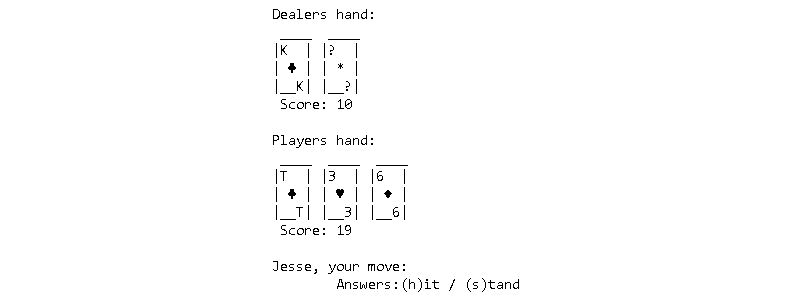 Dealers hand:
 ____   ____
|K   | |?   |
| ♣  | | *  |
|__K| |__?|
Score: 10
Players hand:
 ____   ____   ____
|T   | |3   | |6   |
| ♣  | | ♥  | | ♦  |
|__T| |__3| |__6|
Score: 19
Jesse, your move:
Answers:(h)it / (s)tand